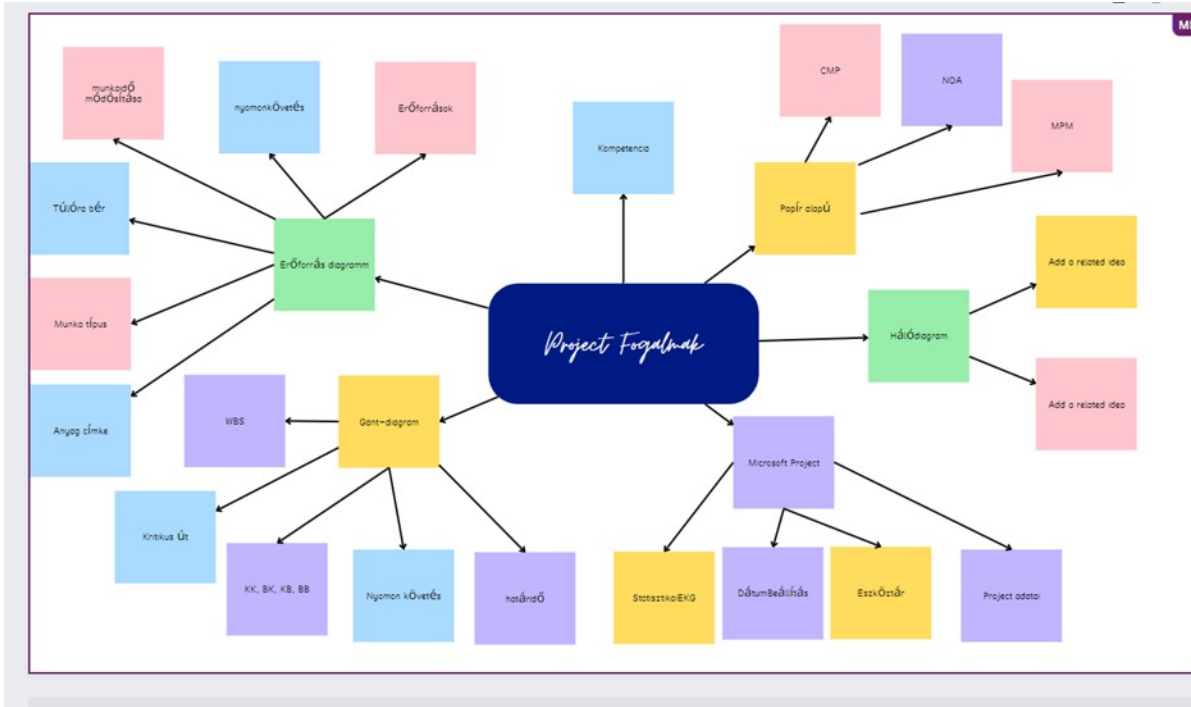 munkaidő
módosítása
nyomonkövetés
Erőforrások
Kompetencia
CMP
NOA
MPM
Túlóra bér
Erőforrás diagramm
Papír alapú
Add a related idea
Munka típus
Project Fogalmak
Hálódiagram
Anyag címke
WBS
Gant-diagram
Microsoft Project
Add a related idea
Kritikus út
KK, BK, KB, BB
Nyomon követés
határdő
StatisztikaiEKG
DátumBeállítás
Eszköztár
Project adatai